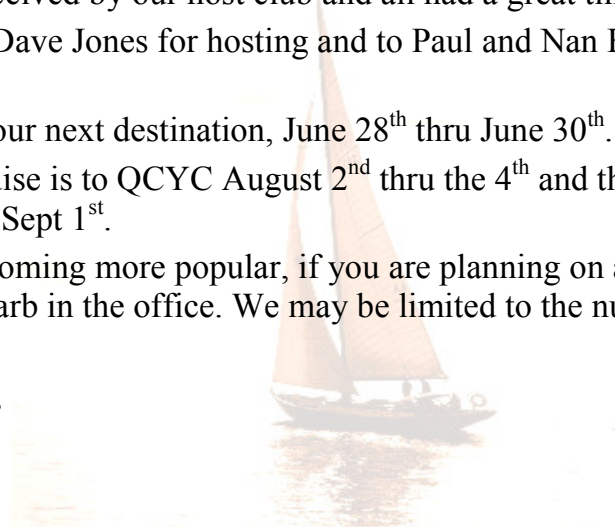 ceived by our host club and all had a great ti
Dave Jones for hosting and to Paul and Nan
our next destination, June 28th thru June 30th.
ise is to QCYC August 2nd thru the 4th and th
Sept 1st.
oming more popular, if you are planning on a
arb in the office. We may be limited to the nu